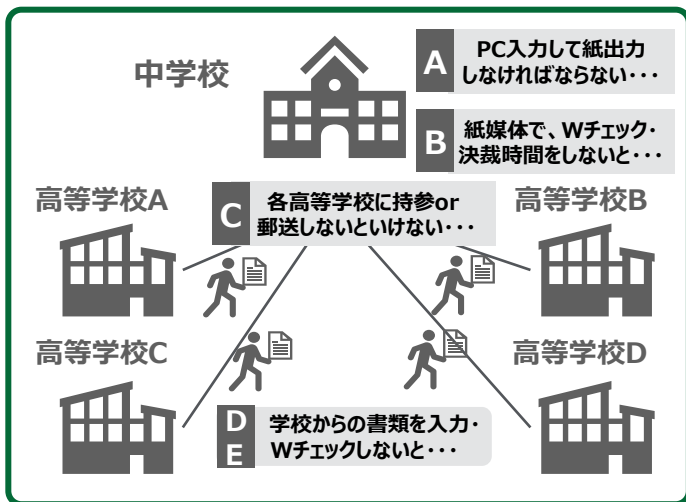 中学校
A
PC入力して紙出力
しなければならない・・・
B
紙媒体で、Wチェック・
決裁時間をしないと・・・
高等学校A
C
各高等学校に持参or
郵送しないといけない・・・
高等学校B
高等学校C
高等学校D
D
E
学校からの書類を入力・
Wチェックしないと・・・